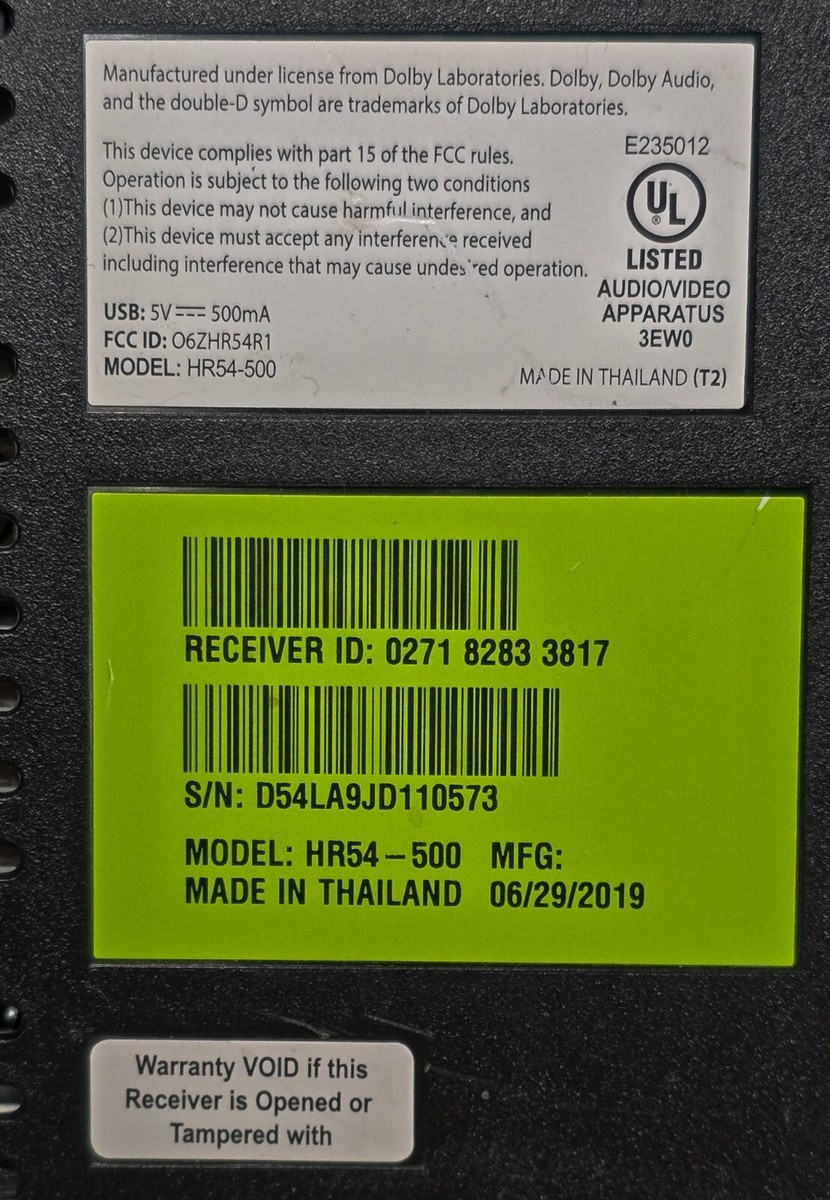 Manufactured under license from Dolby Laboratories. Dolby, Dolby Audio,
and the double-D symbol are trademarks of Dolby Laboratories.
This device complies with part 15 of the FCC rules.
Operation is subject to the following two conditions
(1)This device may not cause harmful interference, and
(2)This device must accept any interference received
including interference that may cause undesired operation.
USB: 5V⎓500mA
FCC ID: O6ZHR54R1
MODEL: HR54-500
E235012
UL
®
LISTED
AUDIO/VIDEO
APPARATUS
3EW0
MADE IN THAILAND (T2)
RECEIVER ID: 0271 8283 3817
S/N: D54LA9JD110573
MODEL: HR54-500 MFG:
MADE IN THAILAND 06/29/2019
Warranty VOID if this
Receiver is Opened or
Tampered with